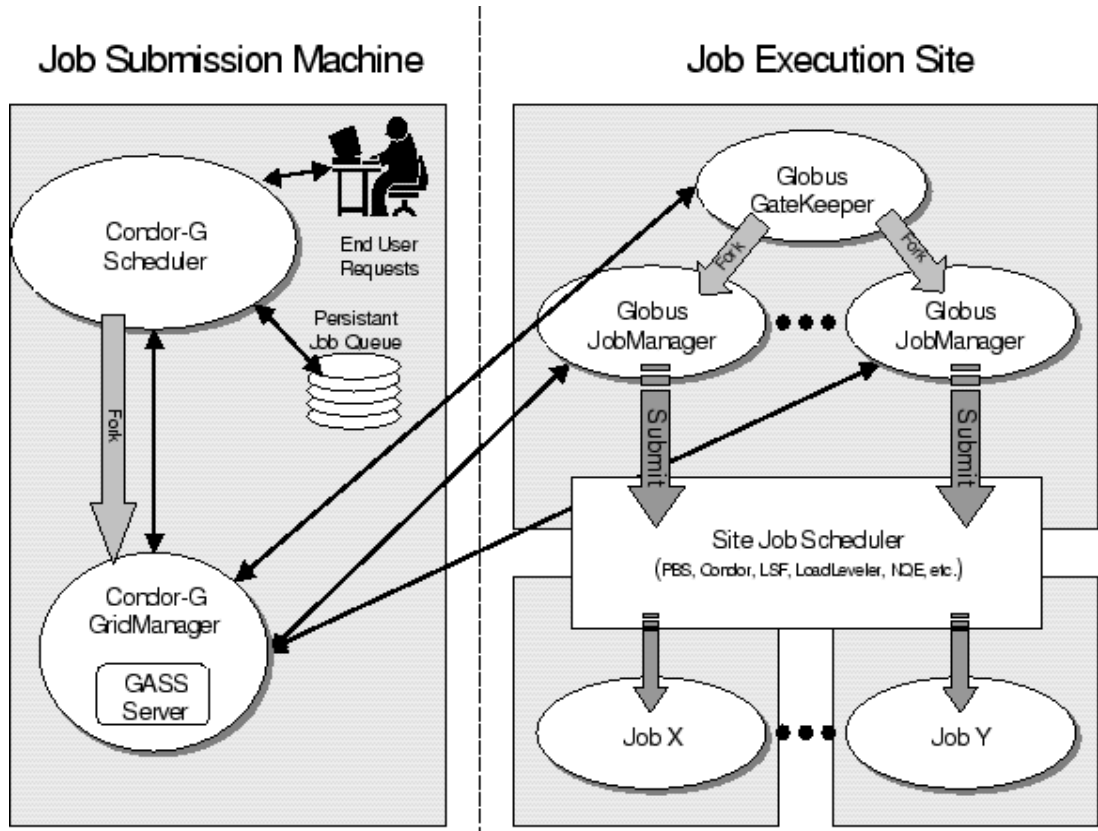 Job Submission Machine
Job Execution Site
Condor-G
Scheduler
End User
Requests
Persistant
Job Queue
Fork
Condor-G
GridManager
GASS
Server
Globus
GateKeeper
Fork
Fork
Globus
JobManager
Globus
JobManager
Submit
Submit
Site Job Scheduler
(PBS, Condor, LSF, LoadLeveler, NQE, etc.)
Job X
Job Y